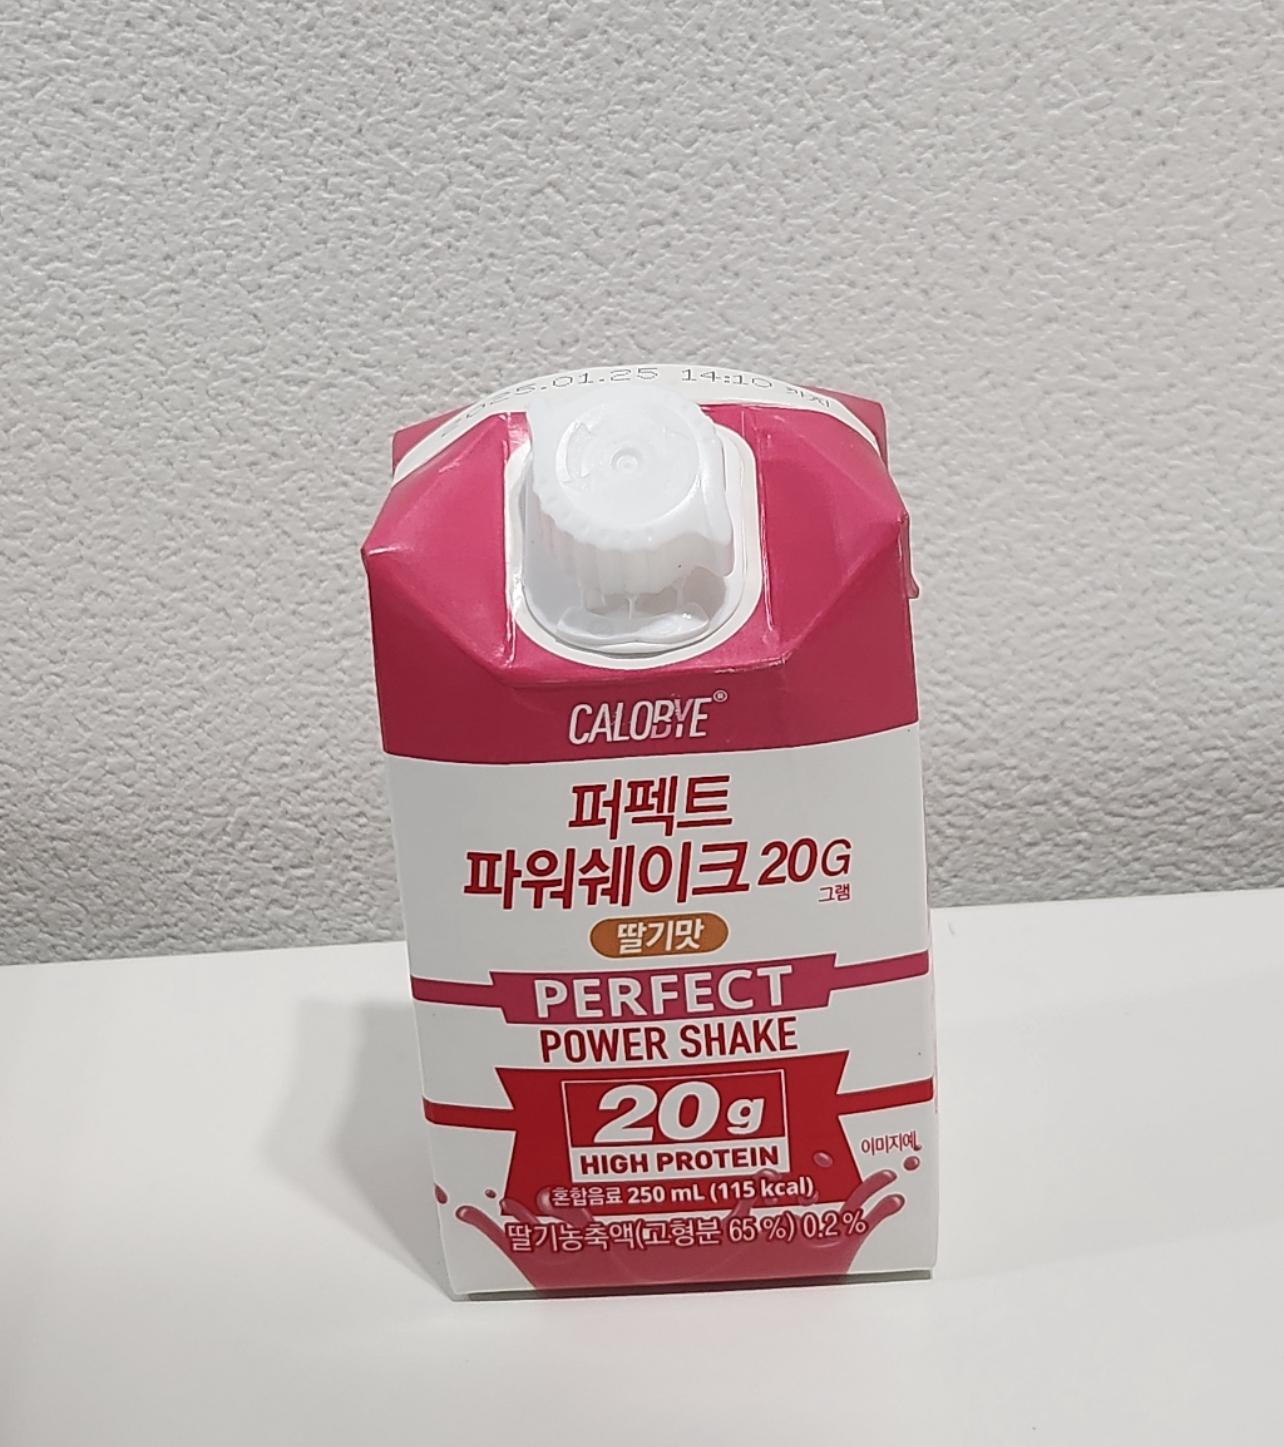 2025.01.25 14:10 까지
CALOBYE®
퍼펙트
파워쉐이크 20G
그램
딸기맛
PERFECT
POWER SHAKE
20g
HIGH PROTEIN
이미지예
혼합음료 250 mL (115 kcal)
딸기농축액(고형분 65 %) 0.2 %